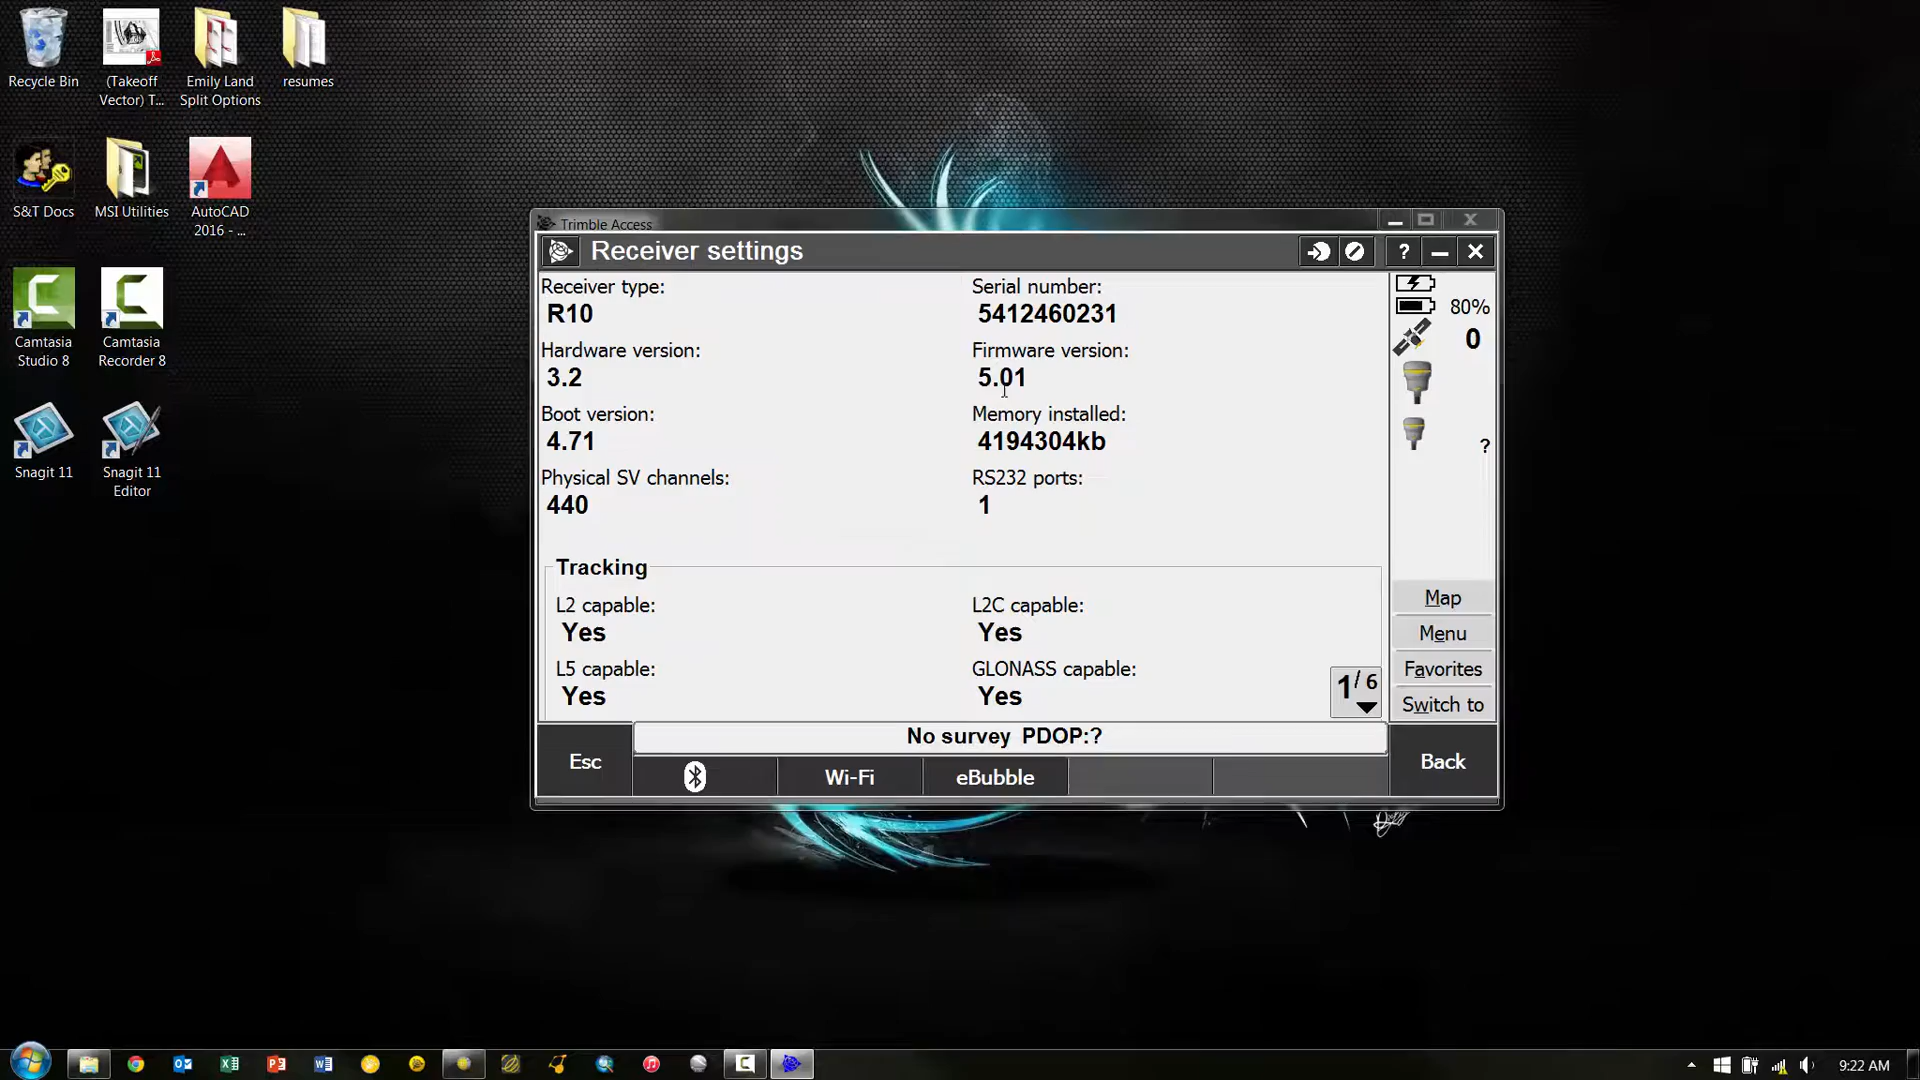 Recycle Bin
(Takeoff
Vector) T...
Emily Land
Split Options
resumes
S&T Docs
MSI Utilities
AutoCAD
2016 - ...
Camtasia
Studio 8
Camtasia
Recorder 8
Snagit 11
Snagit 11
Editor
Trimble Access
Receiver settings
?
Receiver type:
R10
Serial number:
5412460231
Hardware version:
3.2
Firmware version:
5.01
Boot version:
4.71
Memory installed:
4194304kb
Physical SV channels:
440
RS232 ports:
1
Tracking
L2 capable:
Yes
L2C capable:
Yes
L5 capable:
Yes
GLONASS capable:
Yes
1/6
80%
0
?
Map
Menu
Favorites
Switch to
No survey PDOP:?
Esc
Wi-Fi
eBubble
Back
9:22 AM